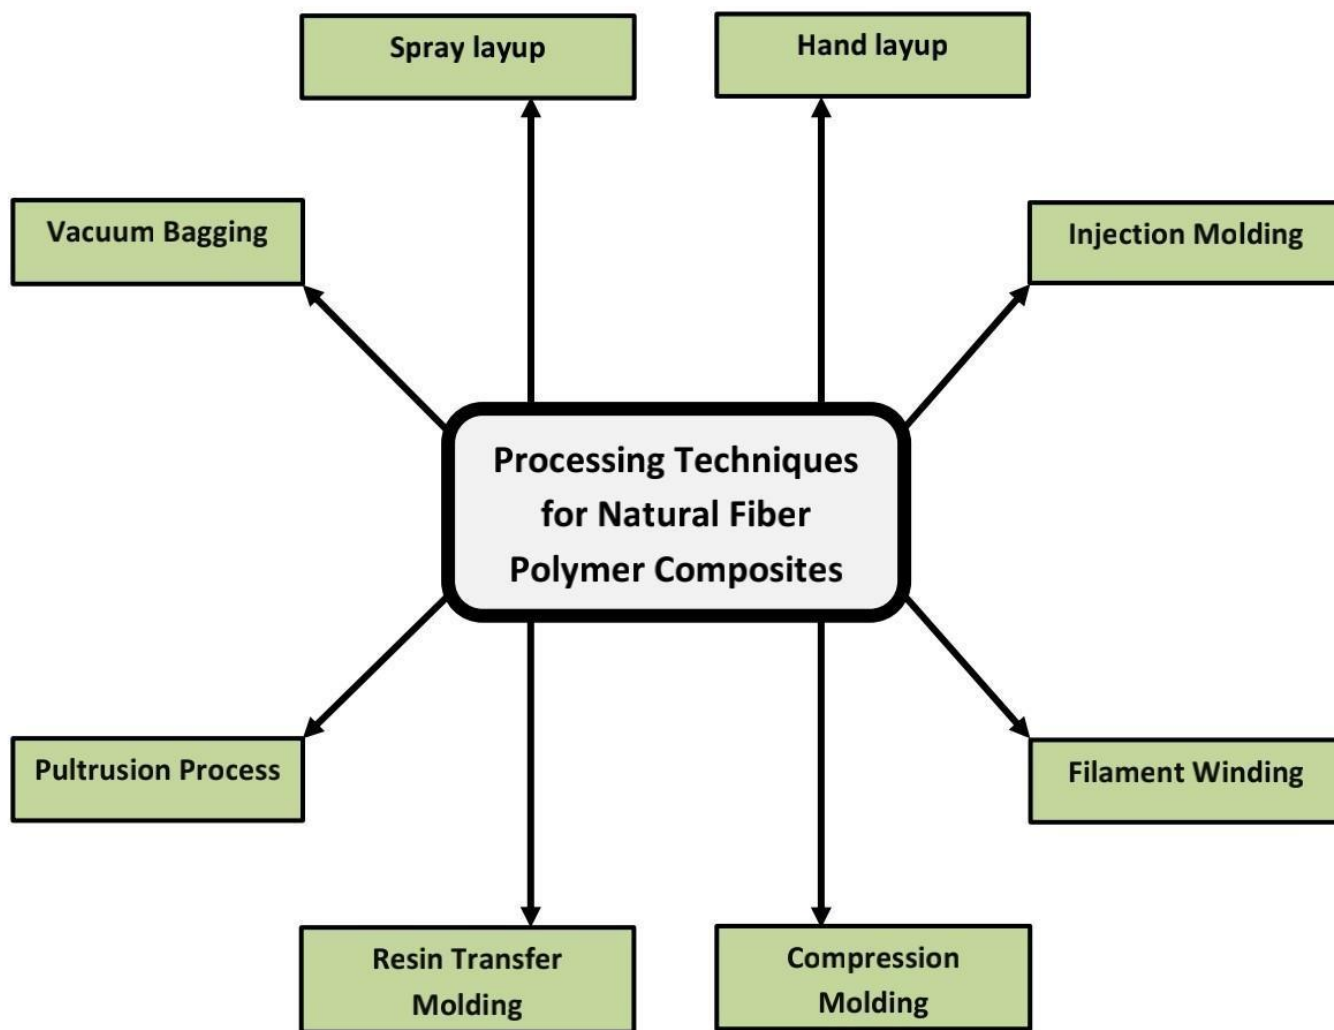 Spray layup
Hand layup
Vacuum Bagging
Injection Molding
Processing Techniques
for Natural Fiber
Polymer Composites
Pultrusion Process
Filament Winding
Resin Transfer
Molding
Compression
Molding